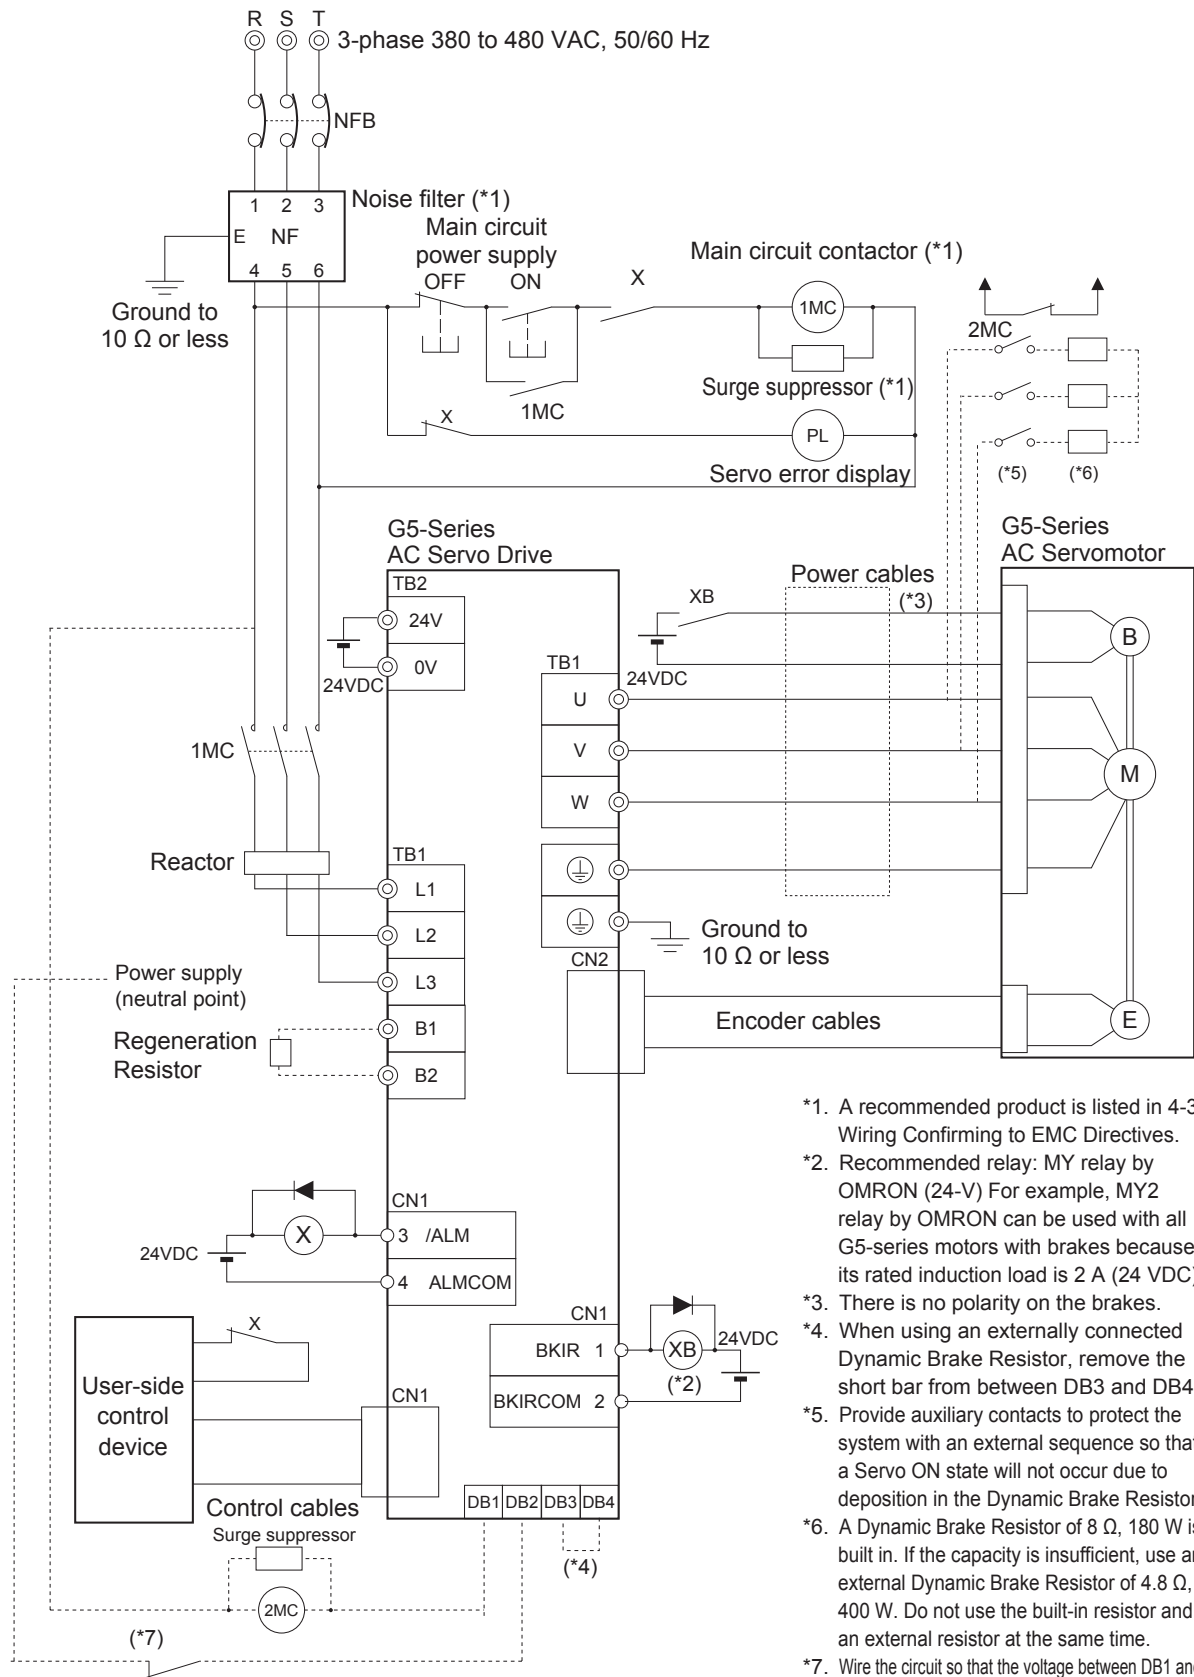 R S T
3-phase 380 to 480 VAC, 50/60 Hz
NFB
1 2 3
Noise filter (*1)
E NF
4 5 6
Ground to
10 Ω or less
Main circuit
power supply
OFF ON
X
Main circuit contactor (*1)
1MC
Surge suppressor (*1)
1MC
X
PL
Servo error display
2MC
(*5) (*6)
G5-Series
AC Servo Drive
G5-Series
AC Servomotor
TB2
24V
0V
24VDC
Power cables
(*3)
XB
24VDC
TB1
U
V
W
B
M
E
1MC
Reactor
TB1
L1
L2
L3
B1
B2
Ground to
10 Ω or less
CN2
Encoder cables
Power supply
(neutral point)
Regeneration
Resistor
CN1
X
3 /ALM
24VDC
4 ALMCOM
CN1
BKIR 1
BKIRCOM 2
XB
24VDC
(*2)
X
User-side
control
device
CN1
Control cables
DB1 DB2 DB3 DB4
(*4)
Surge suppressor
2MC
(*7)
*1. A recommended product is listed in 4-3
Wiring Confirming to EMC Directives.
*2. Recommended relay: MY relay by
OMRON (24-V) For example, MY2
relay by OMRON can be used with all
G5-series motors with brakes because
its rated induction load is 2 A (24 VDC)
*3. There is no polarity on the brakes.
*4. When using an externally connected
Dynamic Brake Resistor, remove the
short bar from between DB3 and DB4
*5. Provide auxiliary contacts to protect the
system with an external sequence so that
a Servo ON state will not occur due to
deposition in the Dynamic Brake Resistor
*6. A Dynamic Brake Resistor of 8 Ω, 180 W is
built in. If the capacity is insufficient, use an
external Dynamic Brake Resistor of 4.8 Ω,
400 W. Do not use the built-in resistor and
an external resistor at the same time.
*7. Wire the circuit so that the voltage between DB1 and